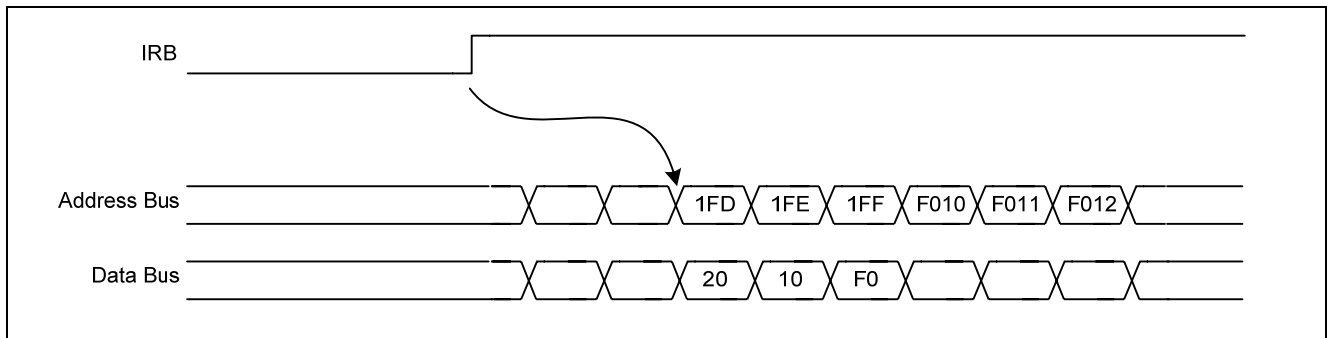 IRB
Address Bus 1FD 1FE 1FF F010 F011 F012
Data Bus 20 10 F0